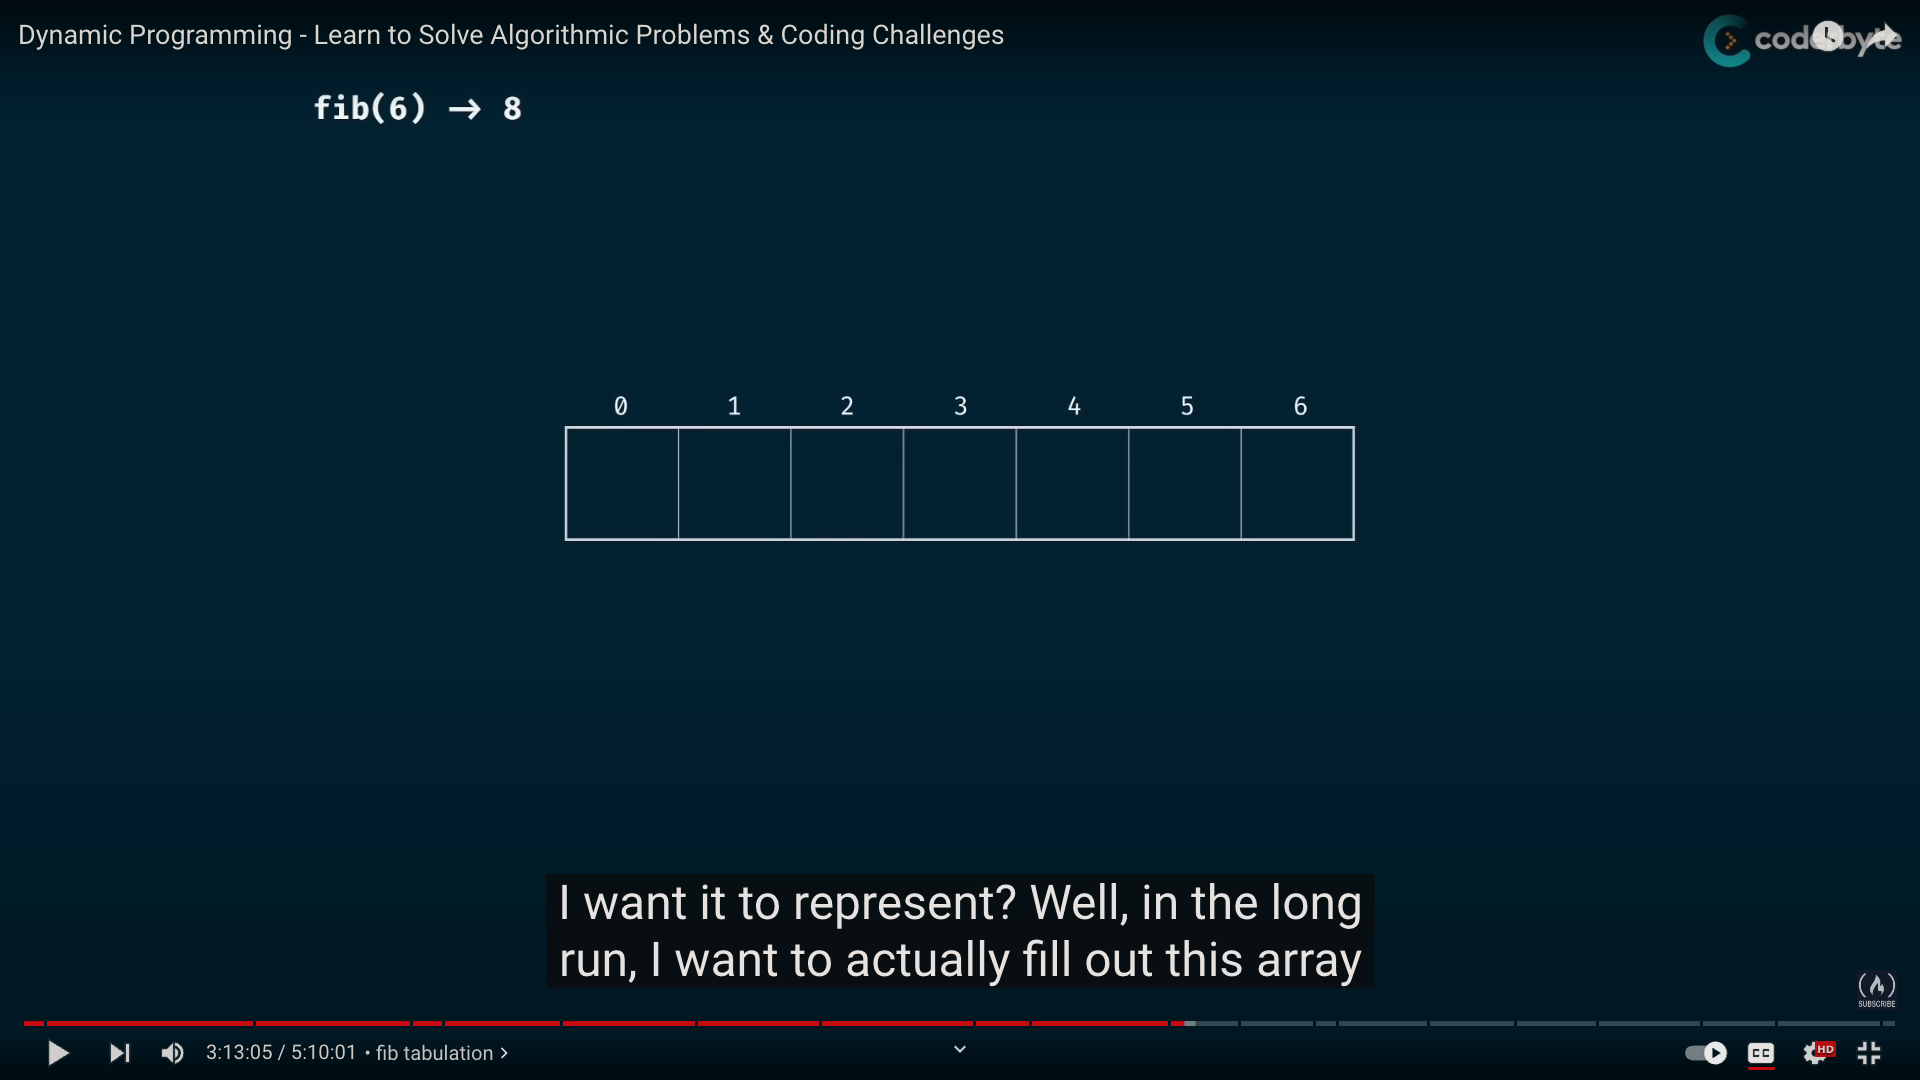 Dynamic Programming - Learn to Solve Algorithmic Problems & Coding Challenges
coderbyte
fib(6) → 8
0 1 2 3 4 5 6
I want it to represent? Well, in the long
run, I want to actually fill out this array
SUBSCRIBE
3:13:05 / 5:10:01 • fib tabulation >
CC
HD